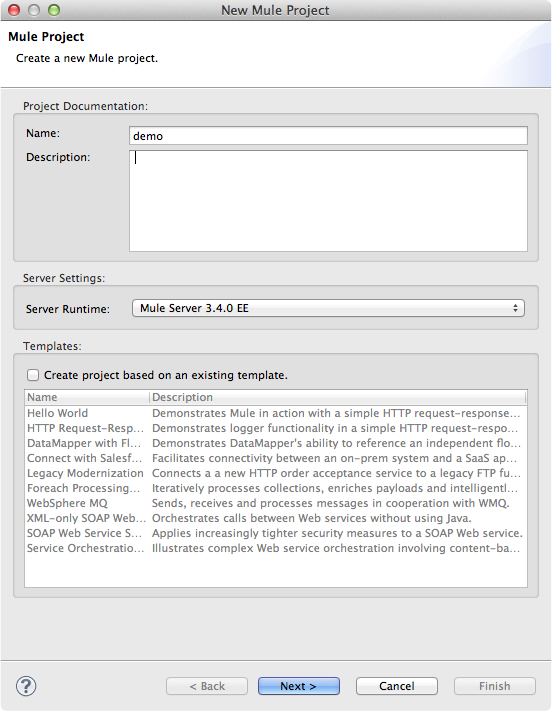 New Mule Project
Mule Project
Create a new Mule project.
Project Documentation:
Name: demo
Description:
Server Settings:
Server Runtime: Mule Server 3.4.0 EE
Templates:
Create project based on an existing template.
Name Description
Hello World Demonstrates Mule in action with a simple HTTP request-response...
HTTP Request-Resp... Demonstrates logger functionality in a simple HTTP request-respo...
DataMapper with Fl... Demonstrates DataMapper's ability to reference an independent flo...
Connect with Salesf... Facilitates connectivity between an on-prem system and a SaaS ap...
Legacy Modernization Connects a a new HTTP order acceptance service to a legacy FTP fu...
Foreach Processing... Iteratively processes collections, enriches payloads and intelligentl...
WebSphere MQ Sends, receives and processes messages in cooperation with WMQ.
XML-only SOAP Web... Orchestrates calls between Web services without using Java.
SOAP Web Service S... Applies increasingly tighter security measures to a SOAP Web service.
Service Orchestratio... Illustrates complex Web service orchestration involving content-ba...
? < Back Next > Cancel Finish